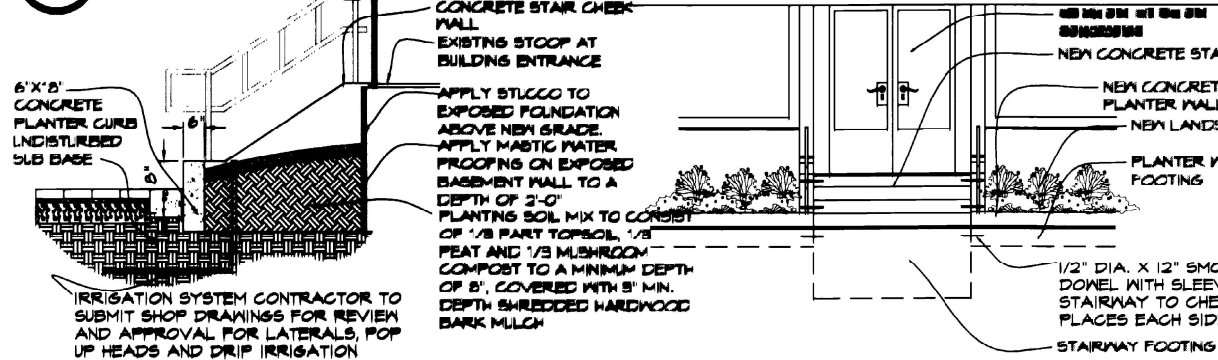 CONCRETE STAIR CHEEK
WALL
EXISTING STOOP AT
BUILDING ENTRANCE
6"X18"
CONCRETE
PLANTER CURB
UNDISTURBED
SUB BASE
6"
8"
APPLY STUCCO TO
EXPOSED FOUNDATION
ABOVE NEW GRADE.
APPLY MASTIC WATER
PROOFING ON EXPOSED
BASEMENT WALL TO A
DEPTH OF 2'-0"
PLANTING SOIL MIX TO CONSIST
OF 1/3 PART TOPSOIL, 1/3
PEAT AND 1/3 MUSHROOM
COMPOST TO A MINIMUM DEPTH
OF 8", COVERED WITH 3" MIN.
DEPTH SHREDDED HARDWOOD
BARK MULCH
IRRIGATION SYSTEM CONTRACTOR TO
SUBMIT SHOP DRAWINGS FOR REVIEW
AND APPROVAL FOR LATERALS, POP
UP HEADS AND DRIP IRRIGATION
NEW CONCRETE STA
NEW CONCRET
PLANTER WALL
NEW LANDS
PLANTER W
FOOTING
1/2" DIA. X 12" SMO
DOWEL WITH SLEEV
STAIRWAY TO CHE
PLACES EACH SID
STAIRWAY FOOTING